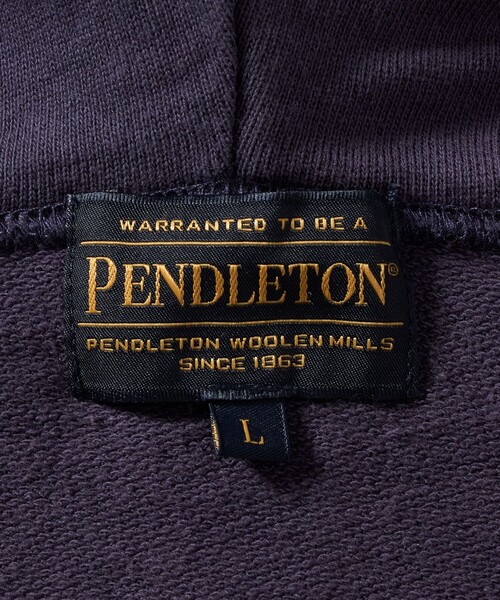 WARRANTED TO BE A
PENDLETON®
PENDLETON WOOLEN MILLS
SINCE 1863
L